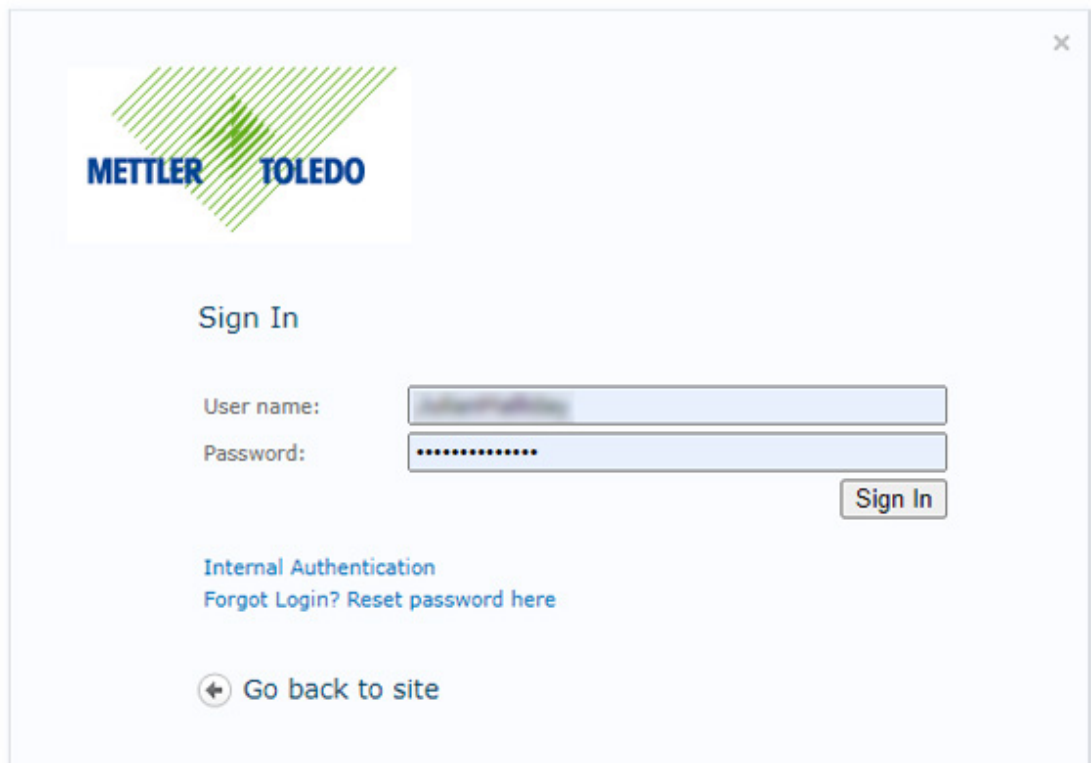 METTLER TOLEDO
Sign In
User name:
Password: ••••••••••••••
Sign In
Internal Authentication
Forgot Login? Reset password here
Go back to site